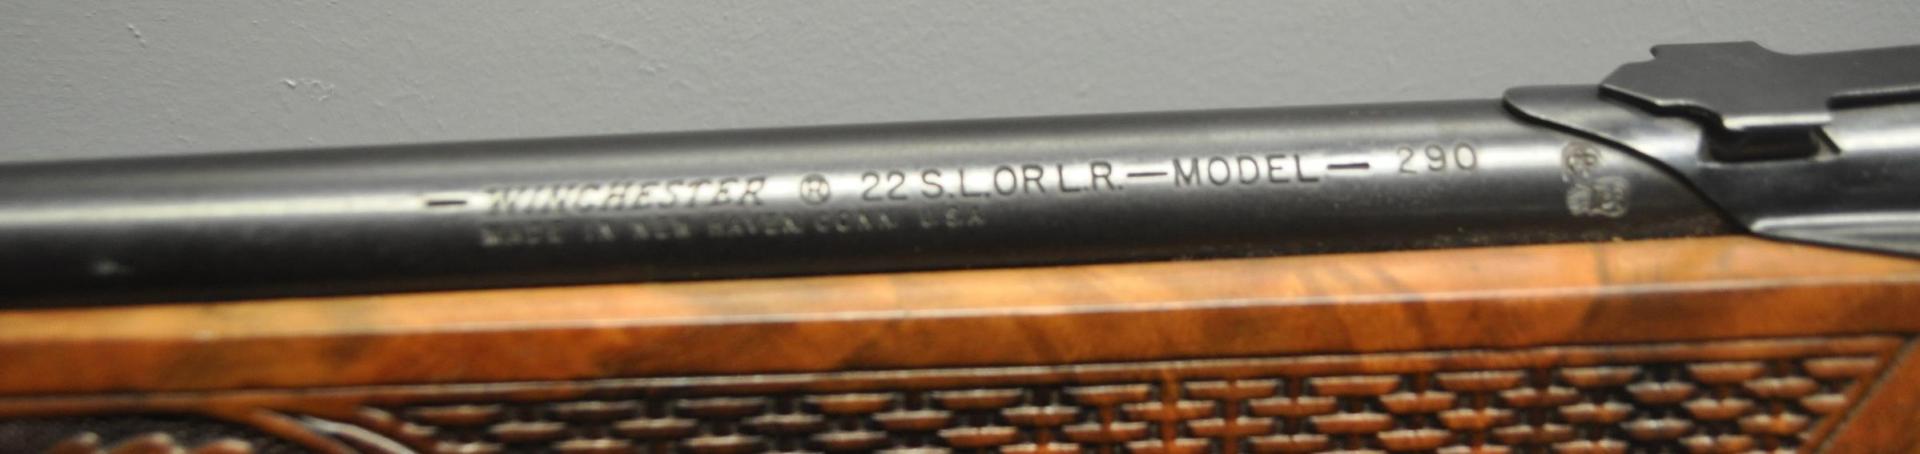 — WINCHESTER ® 22 S.L.OR L.R.—MODEL— 290
MADE IN NEW HAVEN CONN. U.S.A.